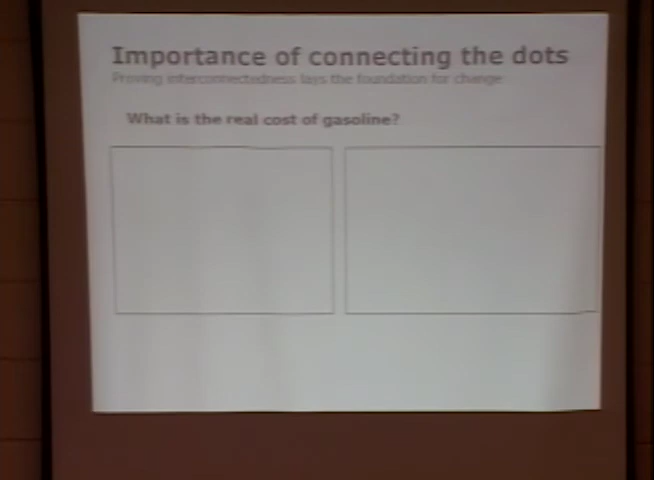 Importance of connecting the dots
Proving interconnectedness lays the foundation for change
What is the real cost of gasoline?